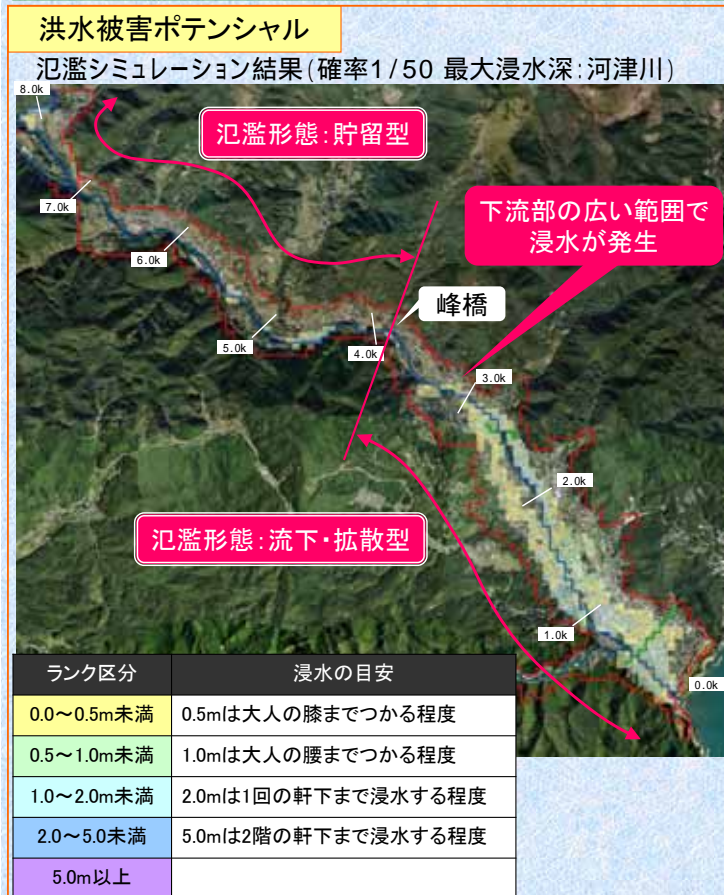 洪水被害ポテンシャル
氾濫シミュレーション結果(確率1/50 最大浸水深:河津川)
8.0k
氾濫形態:貯留型
7.0k
下流部の広い範囲で
浸水が発生
6.0k
峰橋
5.0k
4.0k
3.0k
2.0k
氾濫形態:流下・拡散型
1.0k
0.0k
ランク区分 浸水の目安
0.0～0.5m未満 0.5mは大人の膝までつかる程度
0.5～1.0m未満 1.0mは大人の腰までつかる程度
1.0～2.0m未満 2.0mは1回の軒下まで浸水する程度
2.0～5.0未満 5.0mは2階の軒下まで浸水する程度
5.0m以上